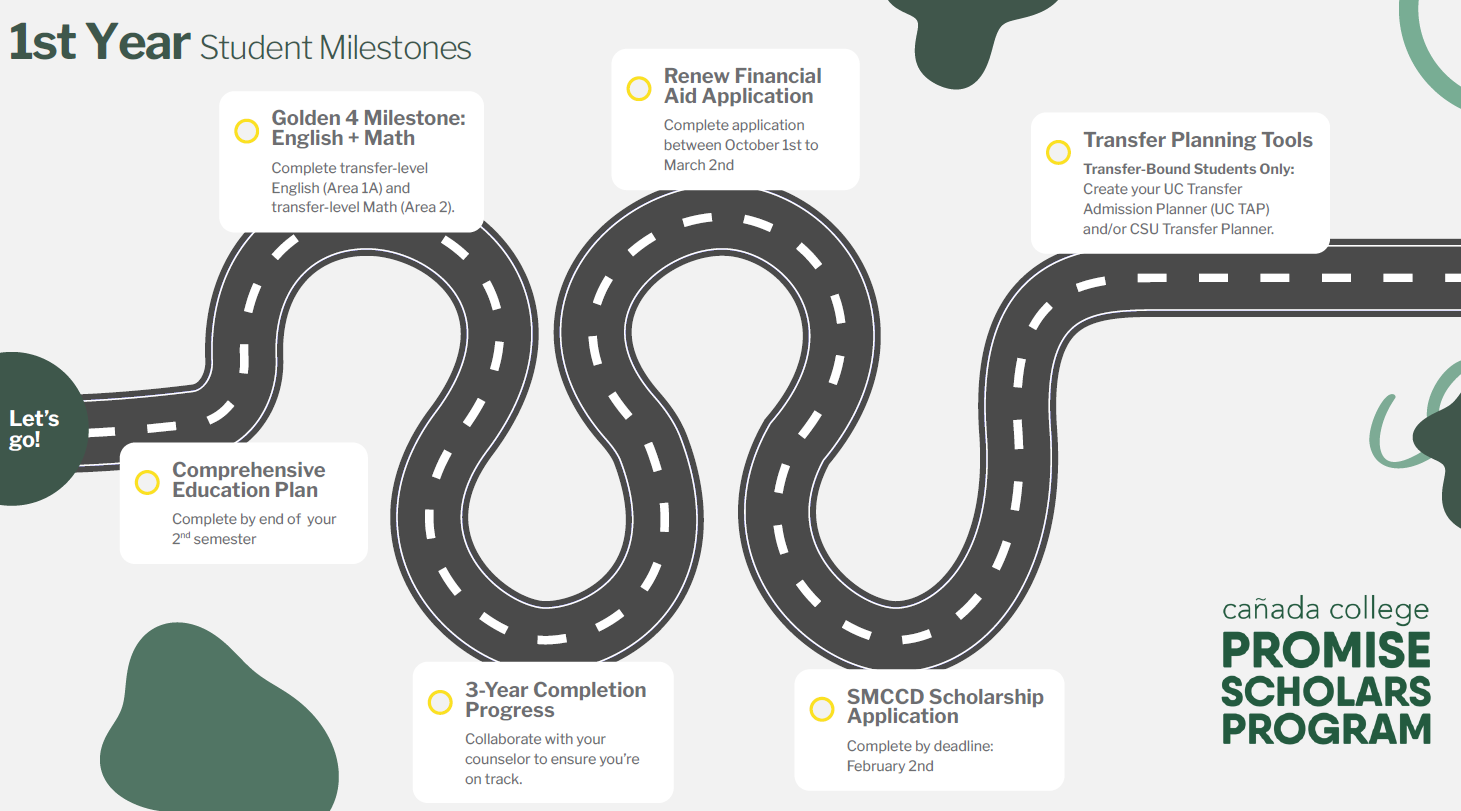 1st Year Student Milestones
Let's
go!
Comprehensive
Education Plan
Complete by end of your
2nd semester
Golden 4 Milestone:
English + Math
Complete transfer-level
English (Area 1A) and
transfer-level Math (Area 2).
3-Year Completion
Progress
Collaborate with your
counselor to ensure you're
on track.
Renew Financial
Aid Application
Complete application
between October 1st to
March 2nd
SMCCD Scholarship
Application
Complete by deadline:
February 2nd
Transfer Planning Tools
Transfer-Bound Students Only:
Create your UC Transfer
Admission Planner (UC TAP)
and/or CSU Transfer Planner.
cañada college
PROMISE
SCHOLARS
PROGRAM